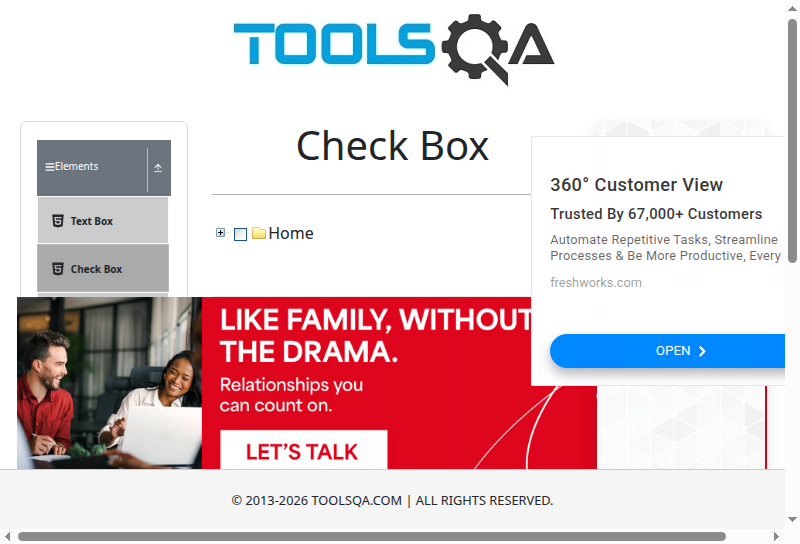 TOOLSQA
Check Box
Elements
Text Box
Check Box
Home
360° Customer View
Trusted By 67,000+ Customers
Automate Repetitive Tasks, Streamline
Processes & Be More Productive, Every
freshworks.com
OPEN
LIKE FAMILY, WITHOUT
THE DRAMA.
Relationships you
can count on.
LET'S TALK
© 2013-2026 TOOLSQA.COM | ALL RIGHTS RESERVED.